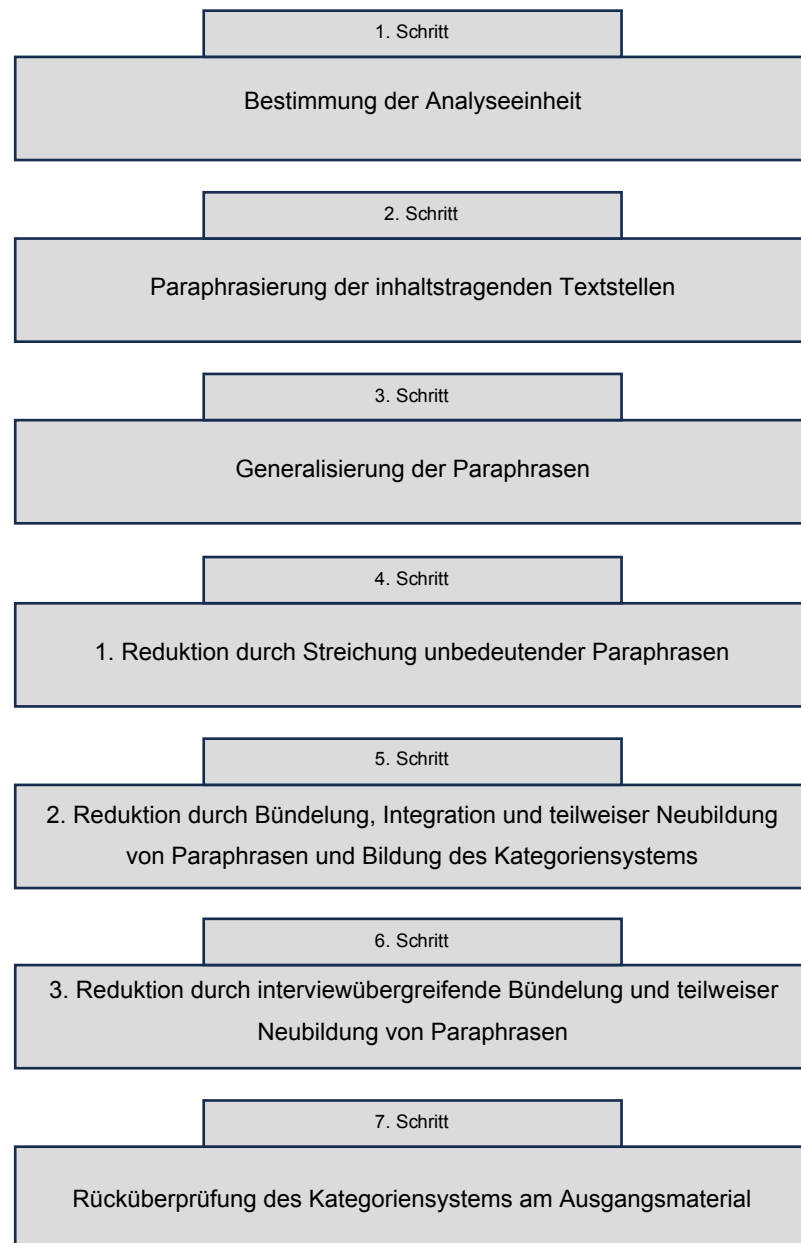 1. Schritt
Bestimmung der Analyseeinheit
2. Schritt
Paraphrasierung der inhaltstragenden Textstellen
3. Schritt
Generalisierung der Paraphrasen
4. Schritt
1. Reduktion durch Streichung unbedeutender Paraphrasen
5. Schritt
2. Reduktion durch Bündelung, Integration und teilweiser Neubildung
von Paraphrasen und Bildung des Kategoriensystems
6. Schritt
3. Reduktion durch interviewübergreifende Bündelung und teilweiser
Neubildung von Paraphrasen
7. Schritt
Rücküberprüfung des Kategoriensystems am Ausgangsmaterial